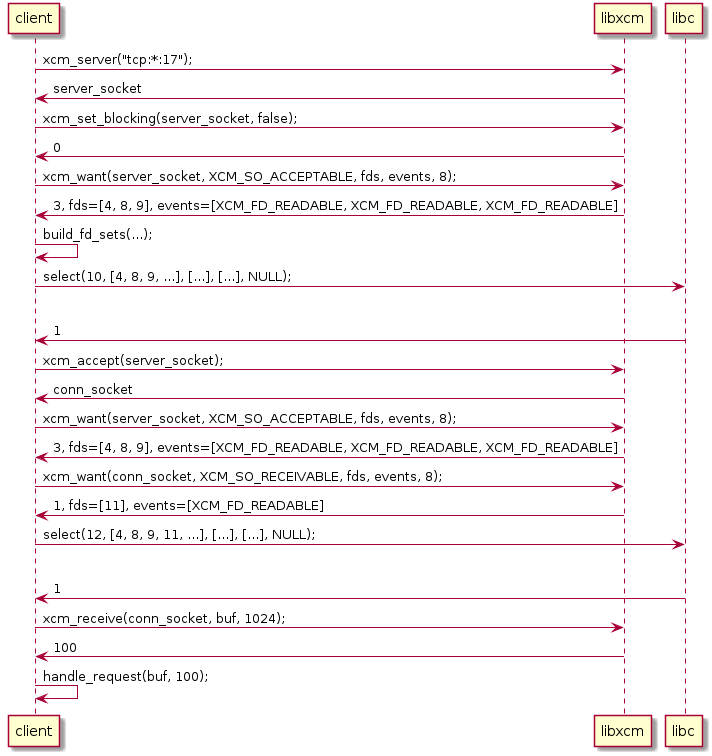 client libxcm libc
xcm_server("tcp:*:17");
server_socket
xcm_set_blocking(server_socket, false);
0
xcm_want(server_socket, XCM_SO_ACCEPTABLE, fds, events, 8);
3, fds=[4, 8, 9], events=[XCM_FD_READABLE, XCM_FD_READABLE, XCM_FD_READABLE]
build_fd_sets(...);
select(10, [4, 8, 9, ...], [...], [...], NULL);
1
xcm_accept(server_socket);
conn_socket
xcm_want(server_socket, XCM_SO_ACCEPTABLE, fds, events, 8);
3, fds=[4, 8, 9], events=[XCM_FD_READABLE, XCM_FD_READABLE, XCM_FD_READABLE]
xcm_want(conn_socket, XCM_SO_RECEIVABLE, fds, events, 8);
1, fds=[11], events=[XCM_FD_READABLE]
select(12, [4, 8, 9, 11, ...], [...], [...], NULL);
1
xcm_receive(conn_socket, buf, 1024);
100
handle_request(buf, 100);
client libxcm libc